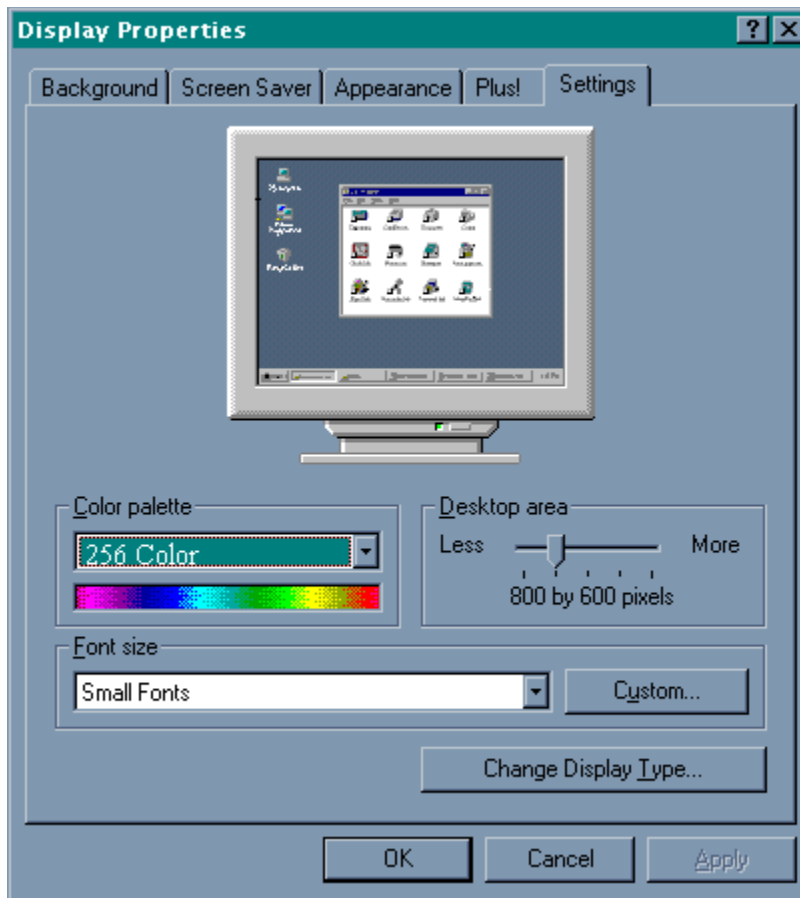 Display Properties
Background Screen Saver Appearance Plus! Settings
Color palette
256 Color
Desktop area
Less More
800 by 600 pixels
Font size
Small Fonts
Custom...
Change Display Type...
OK Cancel Apply